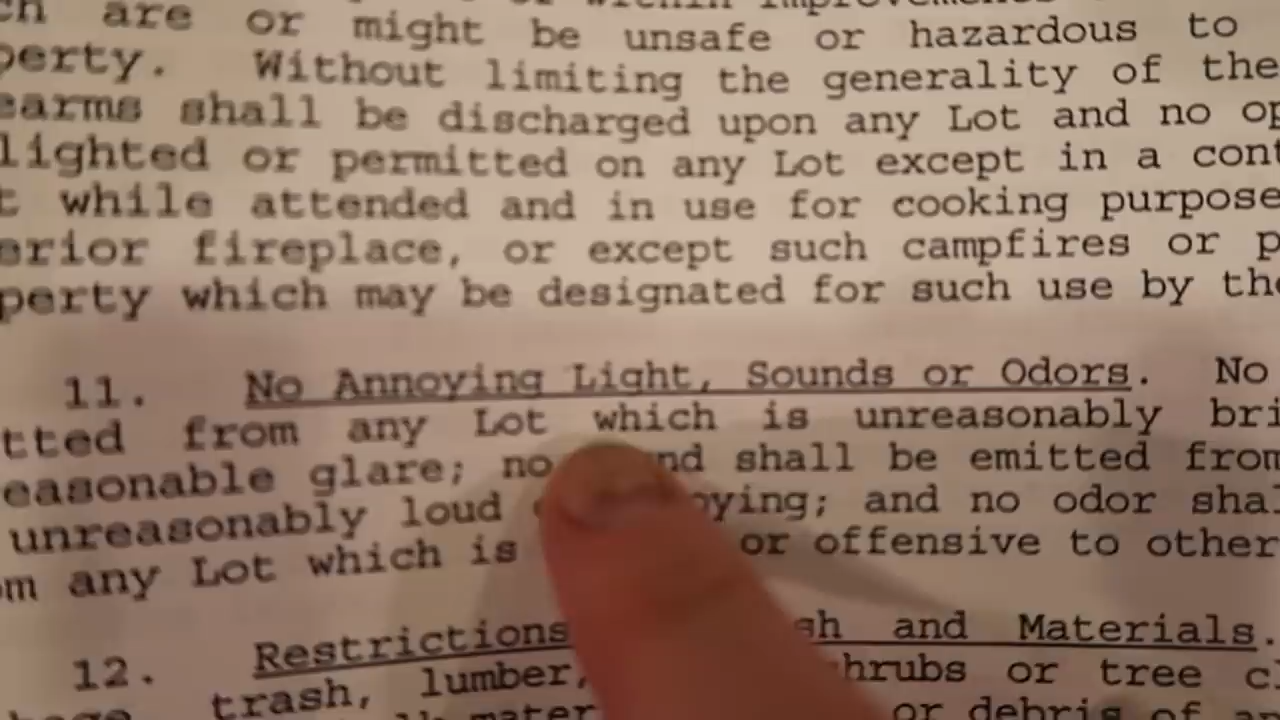 are or might be unsafe or hazardous to
perty. Without limiting the generality of the
earms shall be discharged upon any Lot and no op
lighted or permitted on any Lot except in a cont
t while attended and in use for cooking purpose
erior fireplace, or except such campfires or p
perty which may be designated for such use by the
11. No Annoying Light, Sounds or Odors. No
tted from any Lot which is unreasonably bri
easonable glare; no nd shall be emitted from
unreasonably loud ying; and no odor shal
om any Lot which is or offensive to other
12. Restrictions sh and Materials.
trash, lumber, hrubs or tree c
mater or debris of